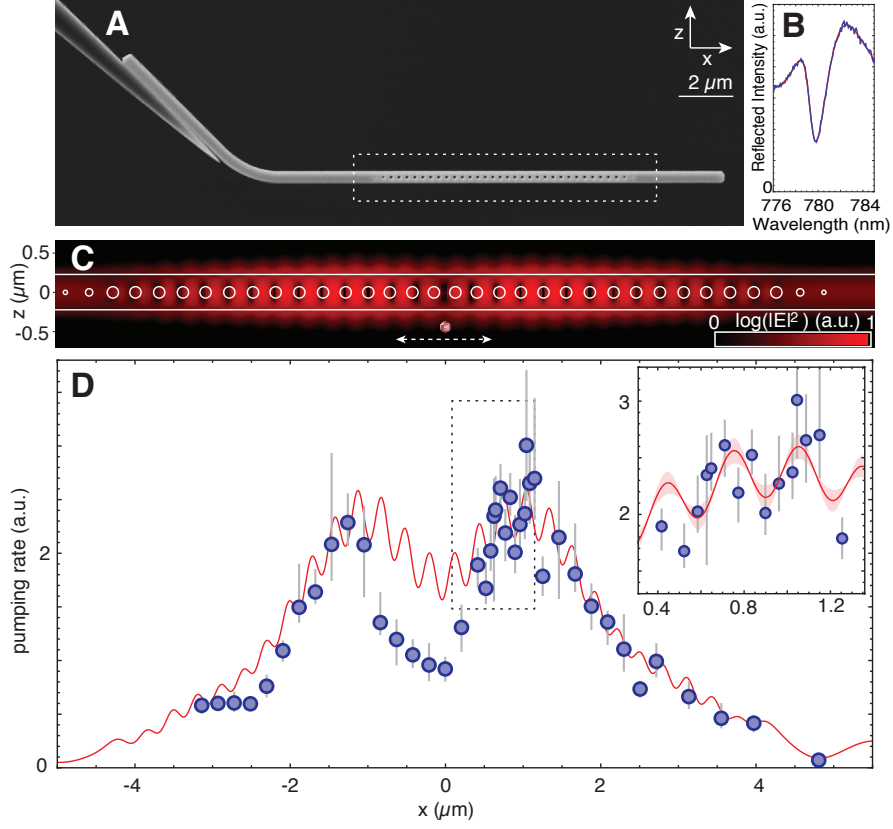 A
z
x
2 µm
B
Reflected Intensity (a.u.)
0
776 780 784
Wavelength (nm)
C
z (µm)
0.5
0
-0.5
0 log(|E|²) (a.u.) 1
D
pumping rate (a.u.)
2
0
-4 -2 0 2 4
x (µm)
3
2
0.4 0.8 1.2